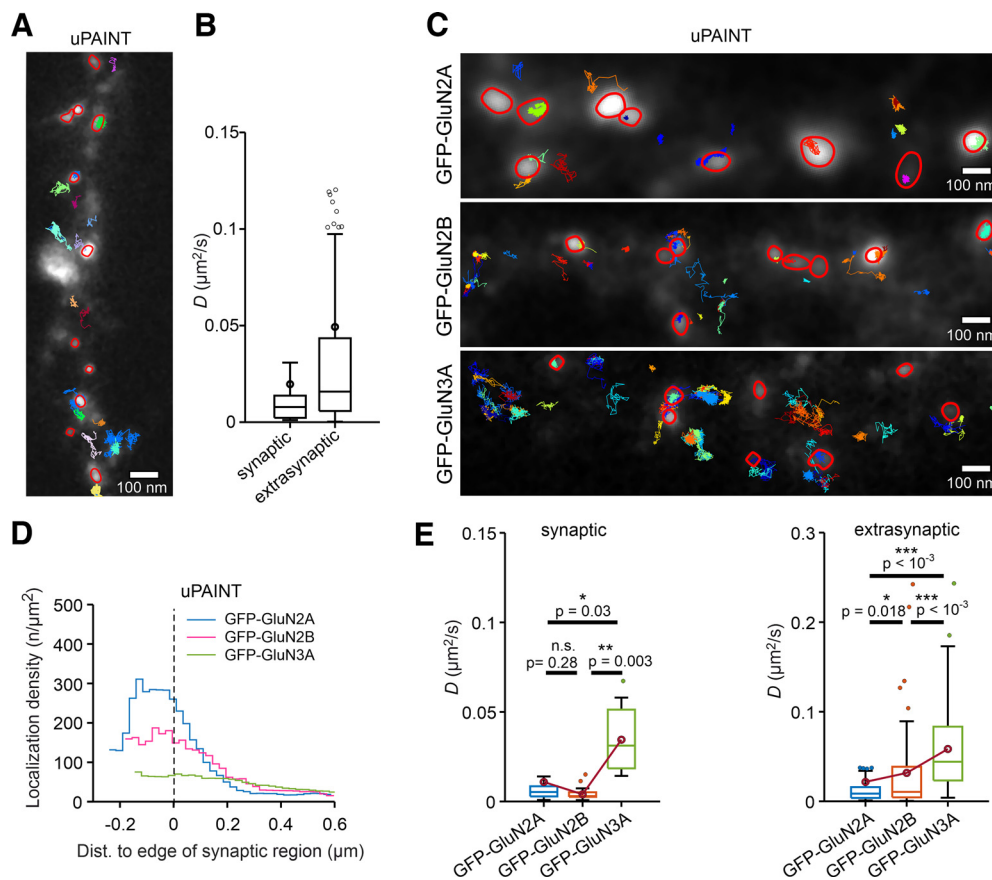 A
uPAINT
100 nm
B
D (µm²/s)
0.15
0.1
0.05
0
synaptic
extrasynaptic
C
uPAINT
GFP-GluN2A
100 nm
GFP-GluN2B
100 nm
GFP-GluN3A
100 nm
D
uPAINT
Localization density (n/µm²)
500
400
300
200
100
0
GFP-GluN2A
GFP-GluN2B
GFP-GluN3A
-0.2
0
0.2
0.4
0.6
Dist. to edge of synaptic region (µm)
E
synaptic
D (µm²/s)
0.15
0.1
0.05
0
*
p = 0.03
n.s.
p= 0.28
**
p = 0.003
GFP-GluN2A
GFP-GluN2B
GFP-GluN3A
extrasynaptic
D (µm²/s)
0.3
0.2
0.1
0
***
p < 10⁻³
*
p = 0.018
***
p < 10⁻³
GFP-GluN2A
GFP-GluN2B
GFP-GluN3A